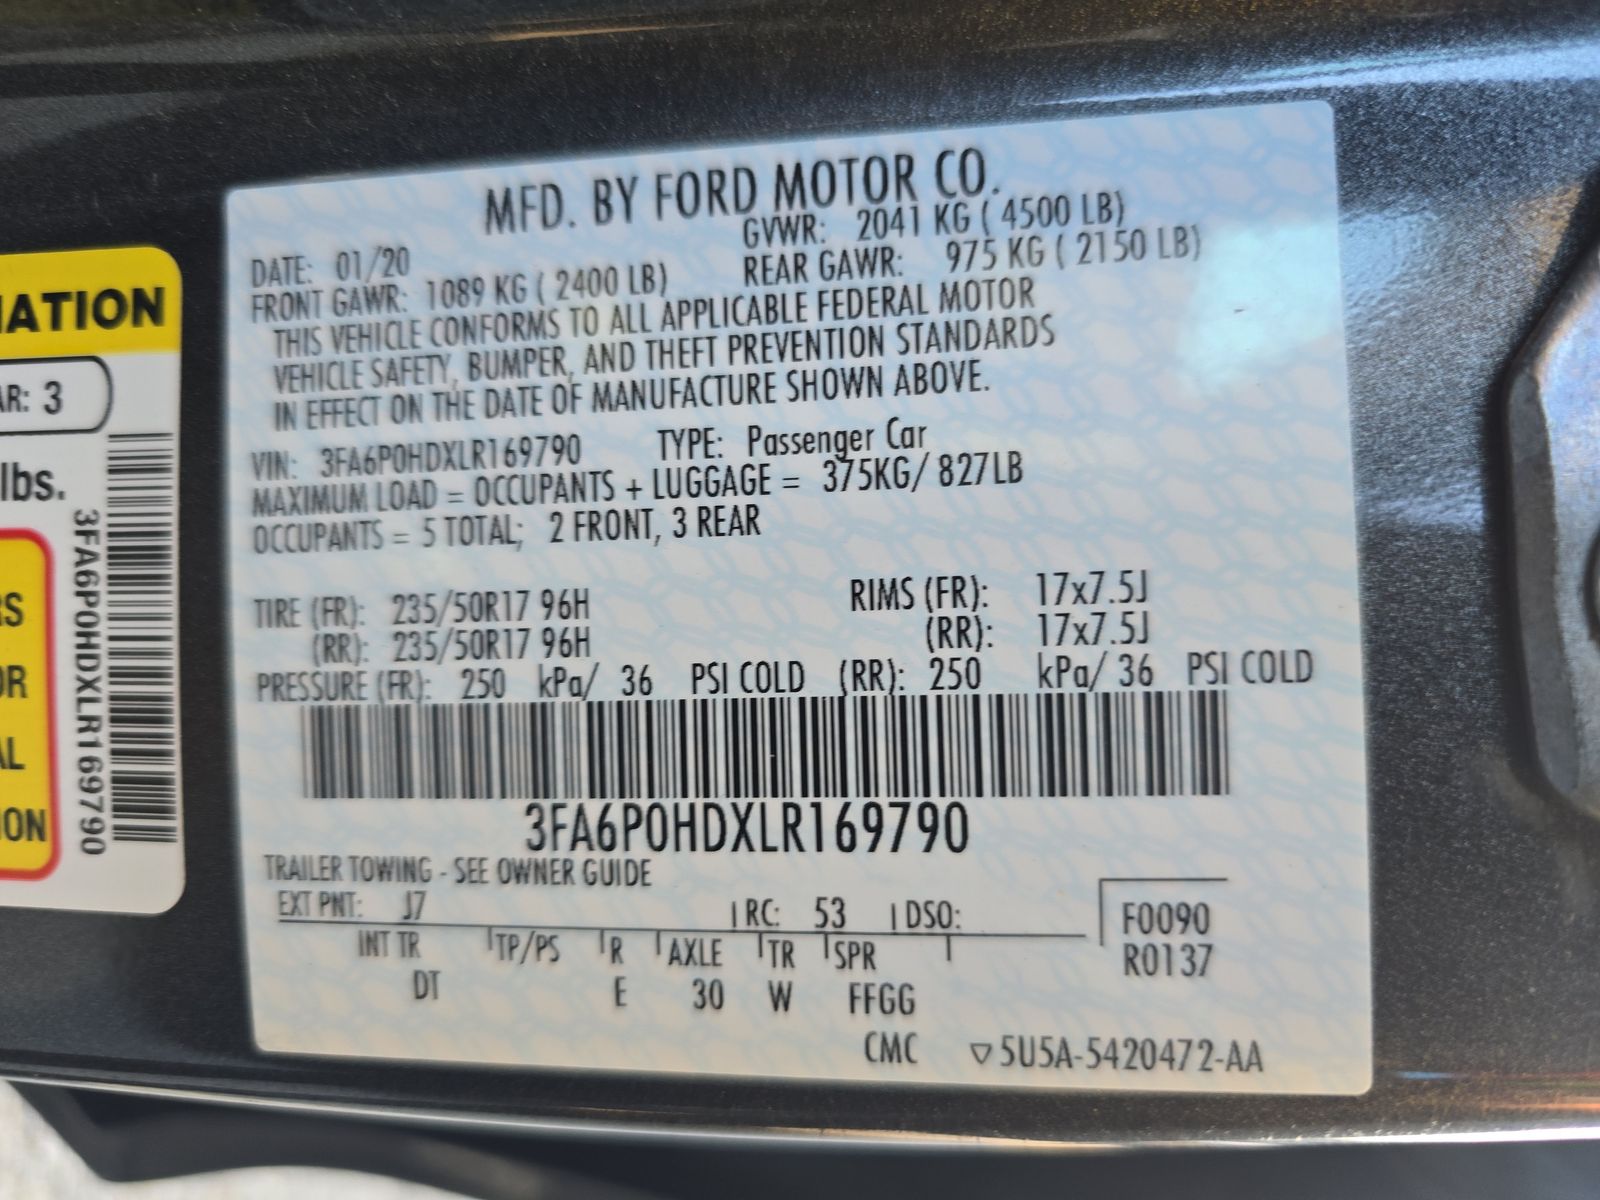 MFD. BY FORD MOTOR CO.
DATE: 01/20 GVWR: 2041 KG ( 4500 LB)
FRONT GAWR: 1089 KG ( 2400 LB) REAR GAWR: 975 KG ( 2150 LB)
THIS VEHICLE CONFORMS TO ALL APPLICABLE FEDERAL MOTOR
VEHICLE SAFETY, BUMPER, AND THEFT PREVENTION STANDARDS
IN EFFECT ON THE DATE OF MANUFACTURE SHOWN ABOVE.
VIN: 3FA6P0HDXLR169790 TYPE: Passenger Car
MAXIMUM LOAD = OCCUPANTS + LUGGAGE = 375KG/ 827LB
OCCUPANTS = 5 TOTAL; 2 FRONT, 3 REAR
TIRE (FR): 235/50R17 96H RIMS (FR): 17x7.5J
(RR): 235/50R17 96H (RR): 17x7.5J
PRESSURE (FR): 250 kPa/ 36 PSI COLD (RR): 250 kPa/ 36 PSI COLD
3FA6P0HDXLR169790
TRAILER TOWING - SEE OWNER GUIDE
EXT PNT: J7 RC: 53 DSO:
INT TR TP/PS R AXLE TR SPR
DT E 30 W FFGG
F0090
R0137
CMC ▽5U5A-5420472-AA
AR: 3
lbs.
3FA6P0HDXLR169790